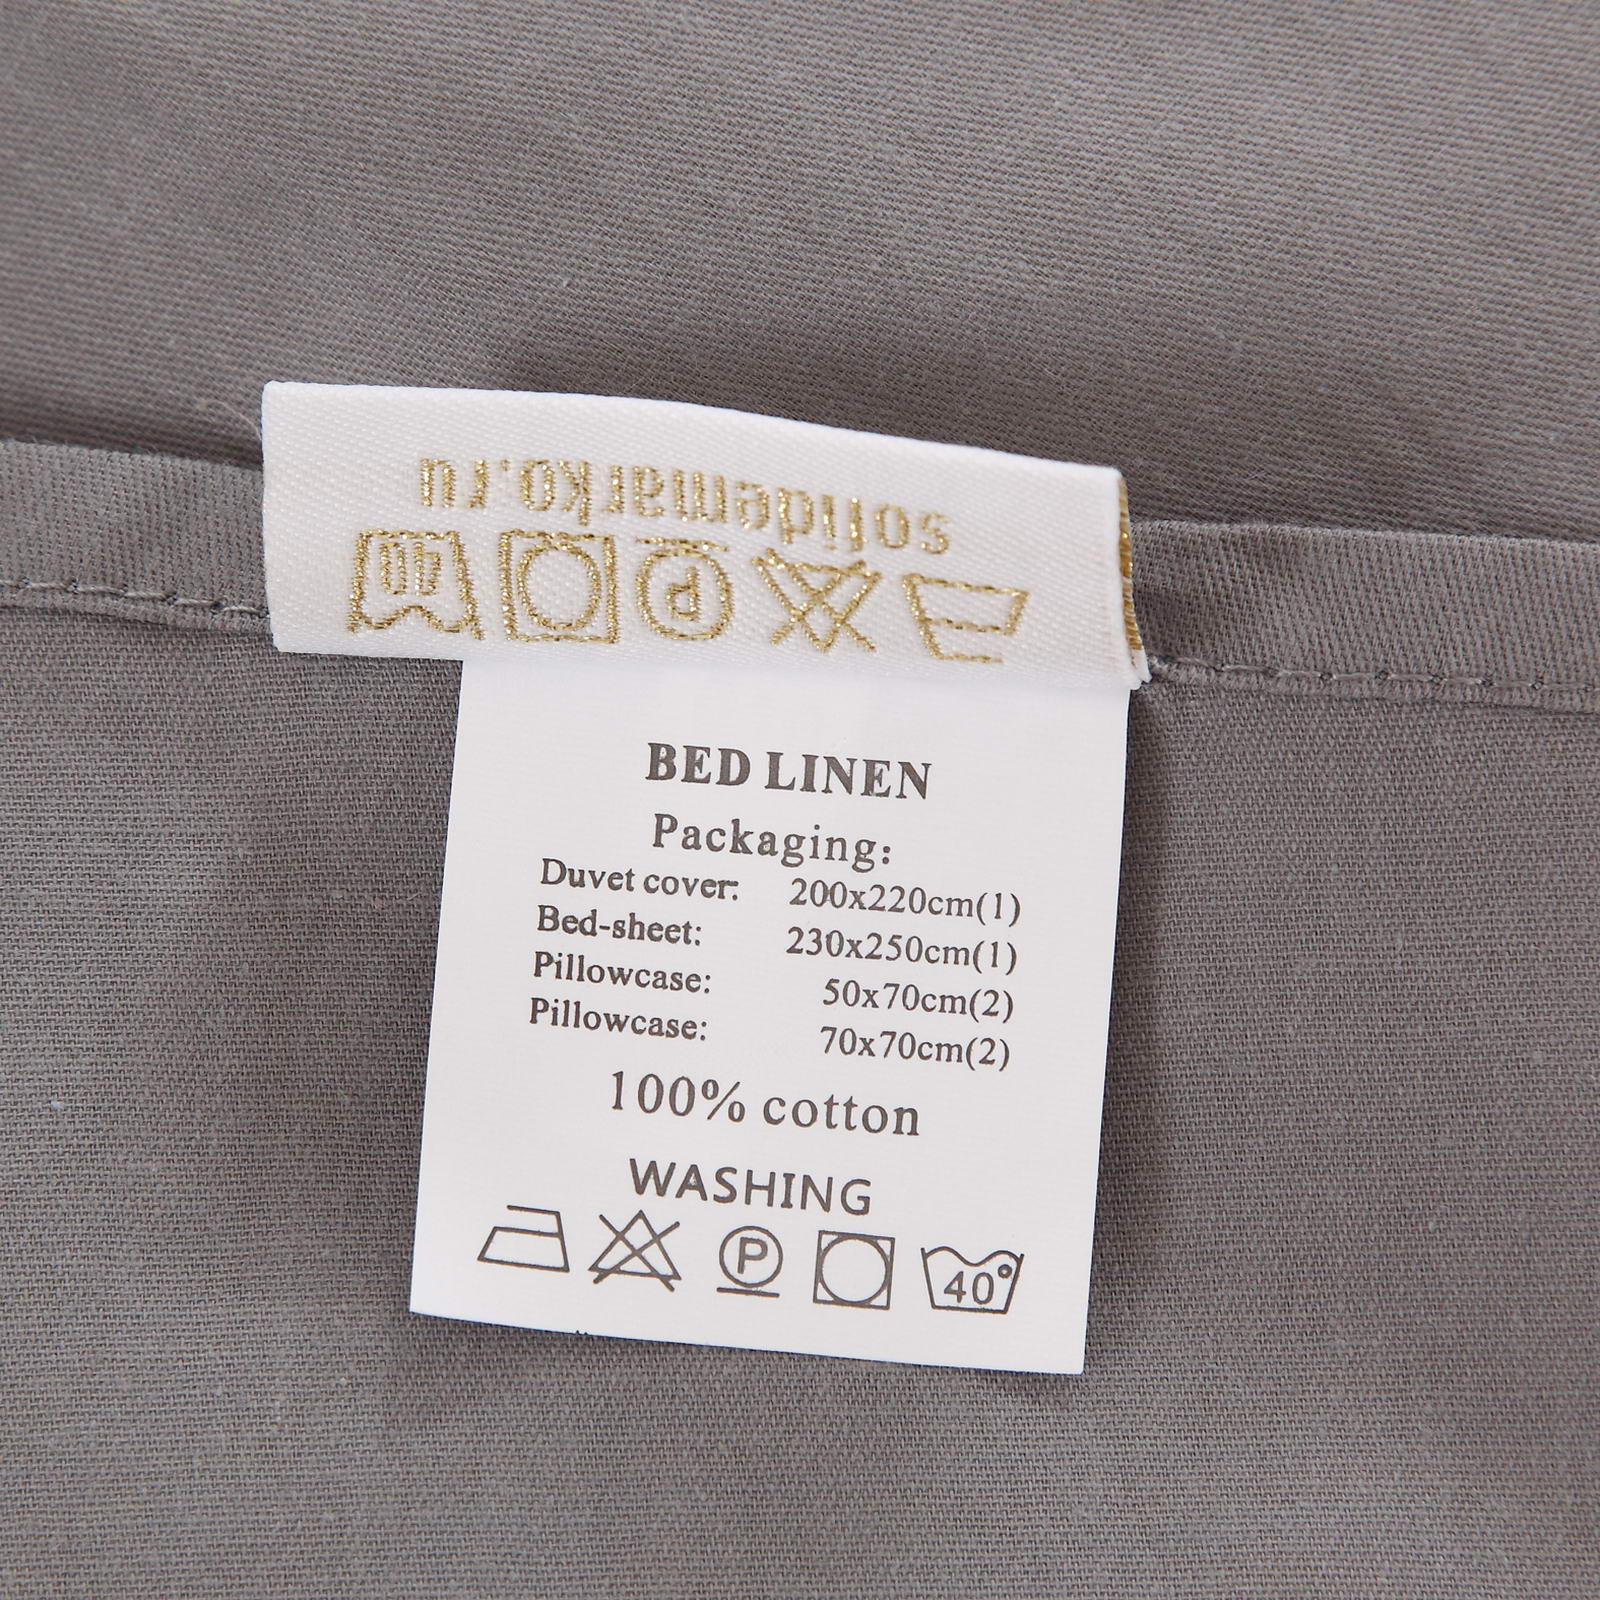 solidemarko.ru
40
P
BED LINEN
Packaging:
Duvet cover: 200x220cm(1)
Bed-sheet: 230x250cm(1)
Pillowcase: 50x70cm(2)
Pillowcase: 70x70cm(2)
100% cotton
WASHING
P 40°